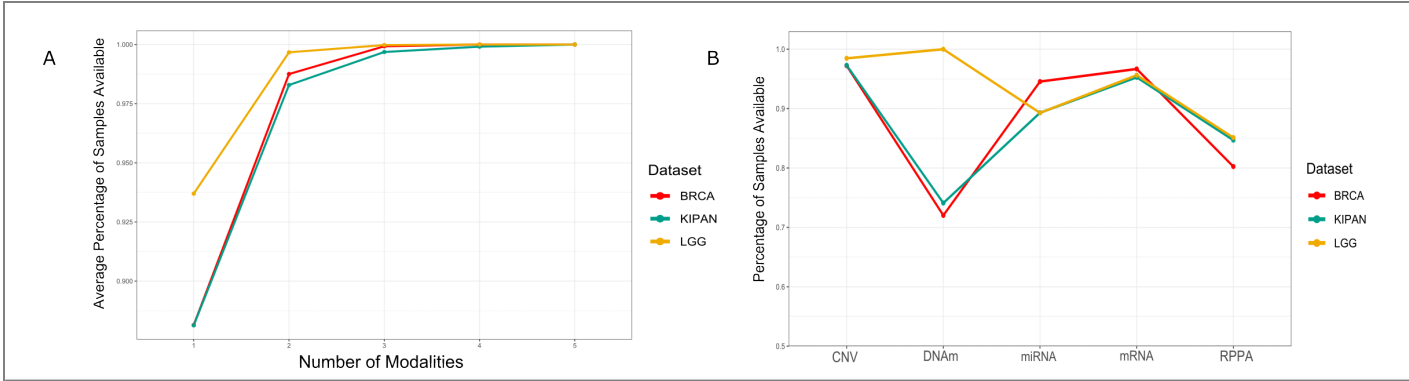 A
Average Percentage of Samples Available
1.000
0.975
0.950
0.925
0.900
1 2 3 4 5
Number of Modalities
Dataset
BRCA
KIPAN
LGG
B
Percentage of Samples Available
1.0
0.9
0.8
0.7
0.6
0.5
CNV DNAm miRNA mRNA RPPA
Dataset
BRCA
KIPAN
LGG